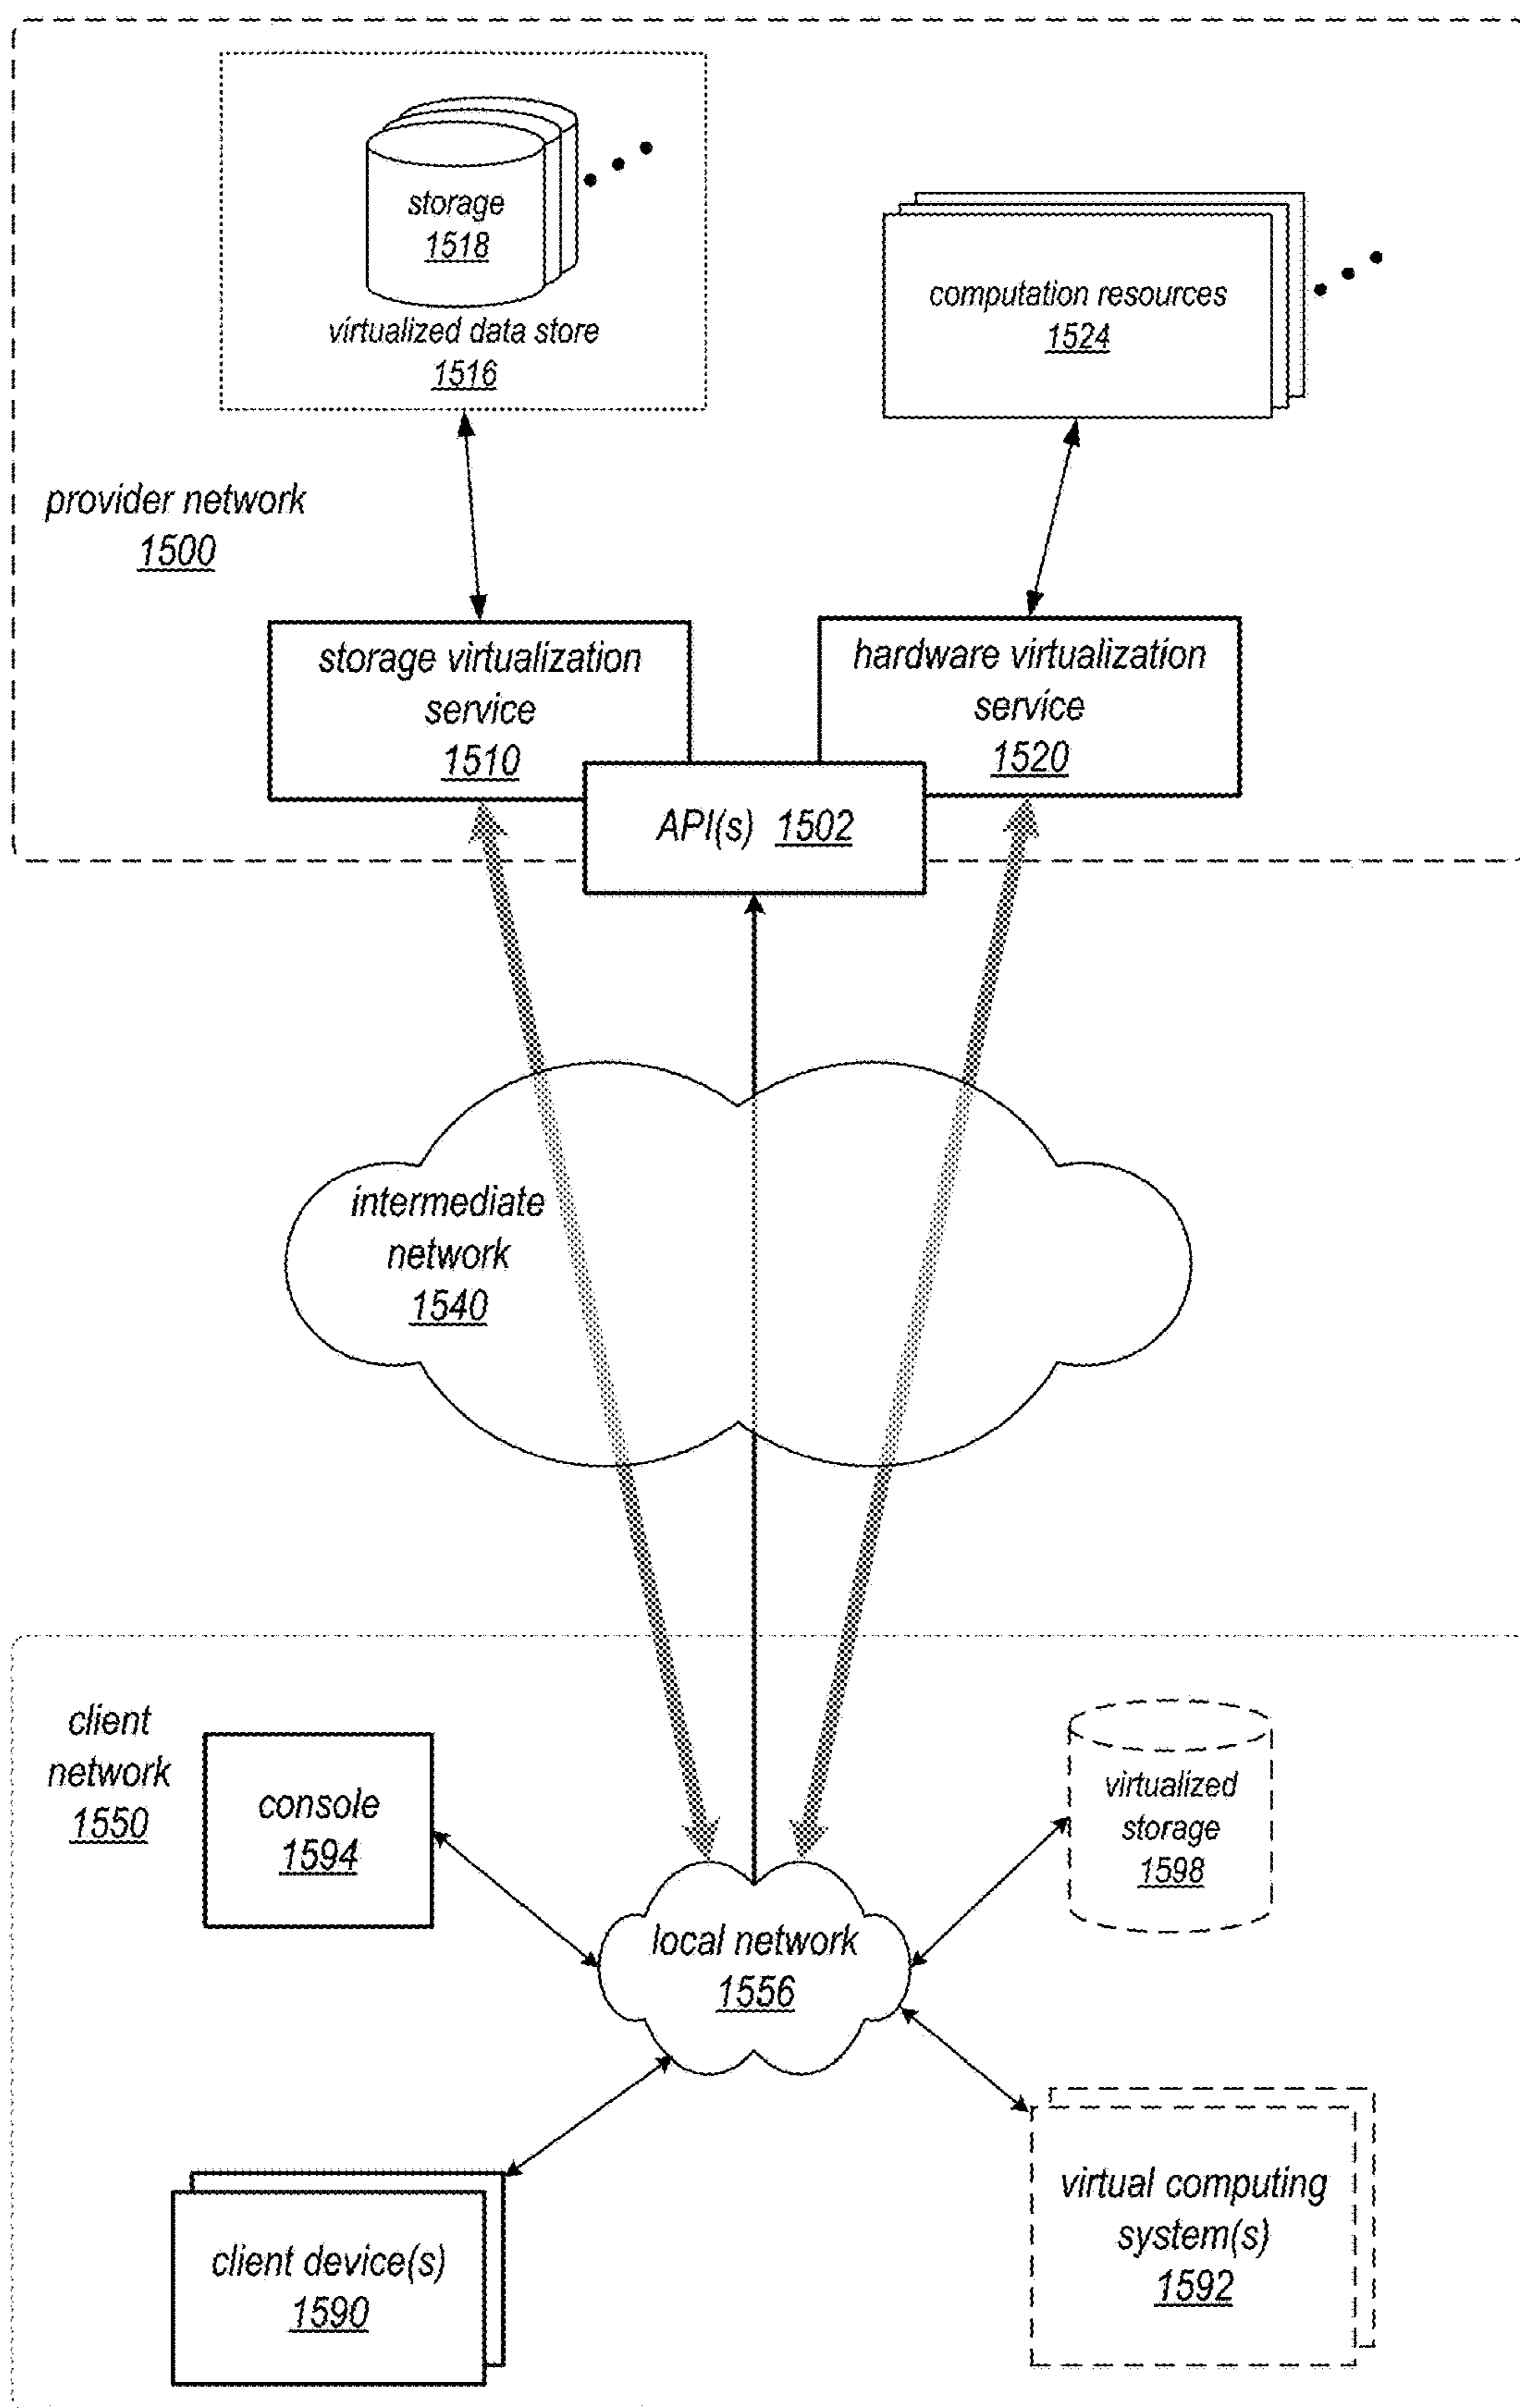 storage
1518
virtualized data store
1516
computation resources
1524
provider network
1500
storage virtualization
service
1510
hardware virtualization
service
1520
API(s) 1502
intermediate
network
1540
client
network
1550
console
1594
virtualized
storage
1598
local network
1556
client device(s)
1590
virtual computing
system(s)
1592